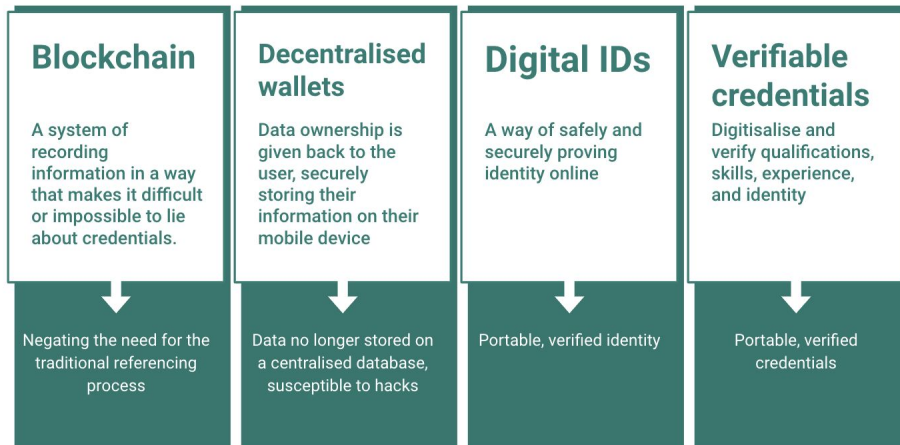 Blockchain
A system of
recording
information in a way
that makes it difficult
or impossible to lie
about credentials.
Negating the need for the
traditional referencing
process
Decentralised
wallets
Data ownership is
given back to the
user, securely
storing their
information on their
mobile device
Data no longer stored on
a centralised database,
susceptible to hacks
Digital IDs
A way of safely and
securely proving
identity online
Portable, verified identity
Verifiable
credentials
Digitisalise and
verify qualifications,
skills, experience,
and identity
Portable, verified
credentials